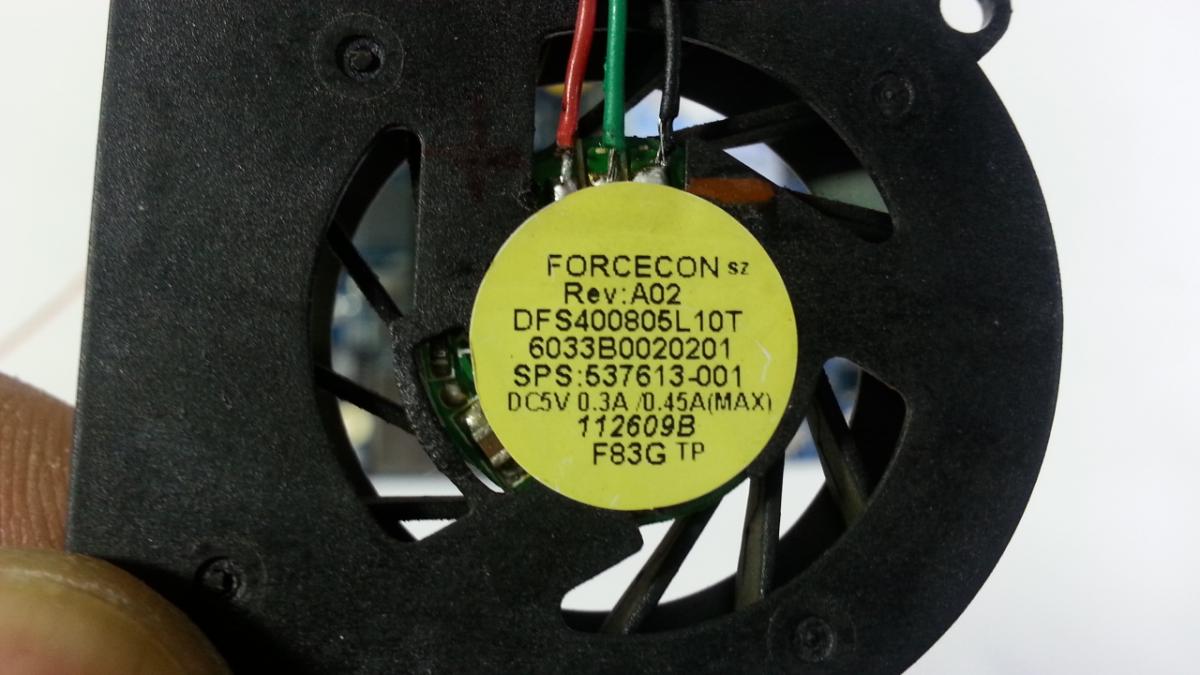 FORCECON SZ
Rev:A02
DFS400805L10T
6033B0020201
SPS:537613-001
DC5V 0.3A /0.45A(MAX)
112609B
F83G TP